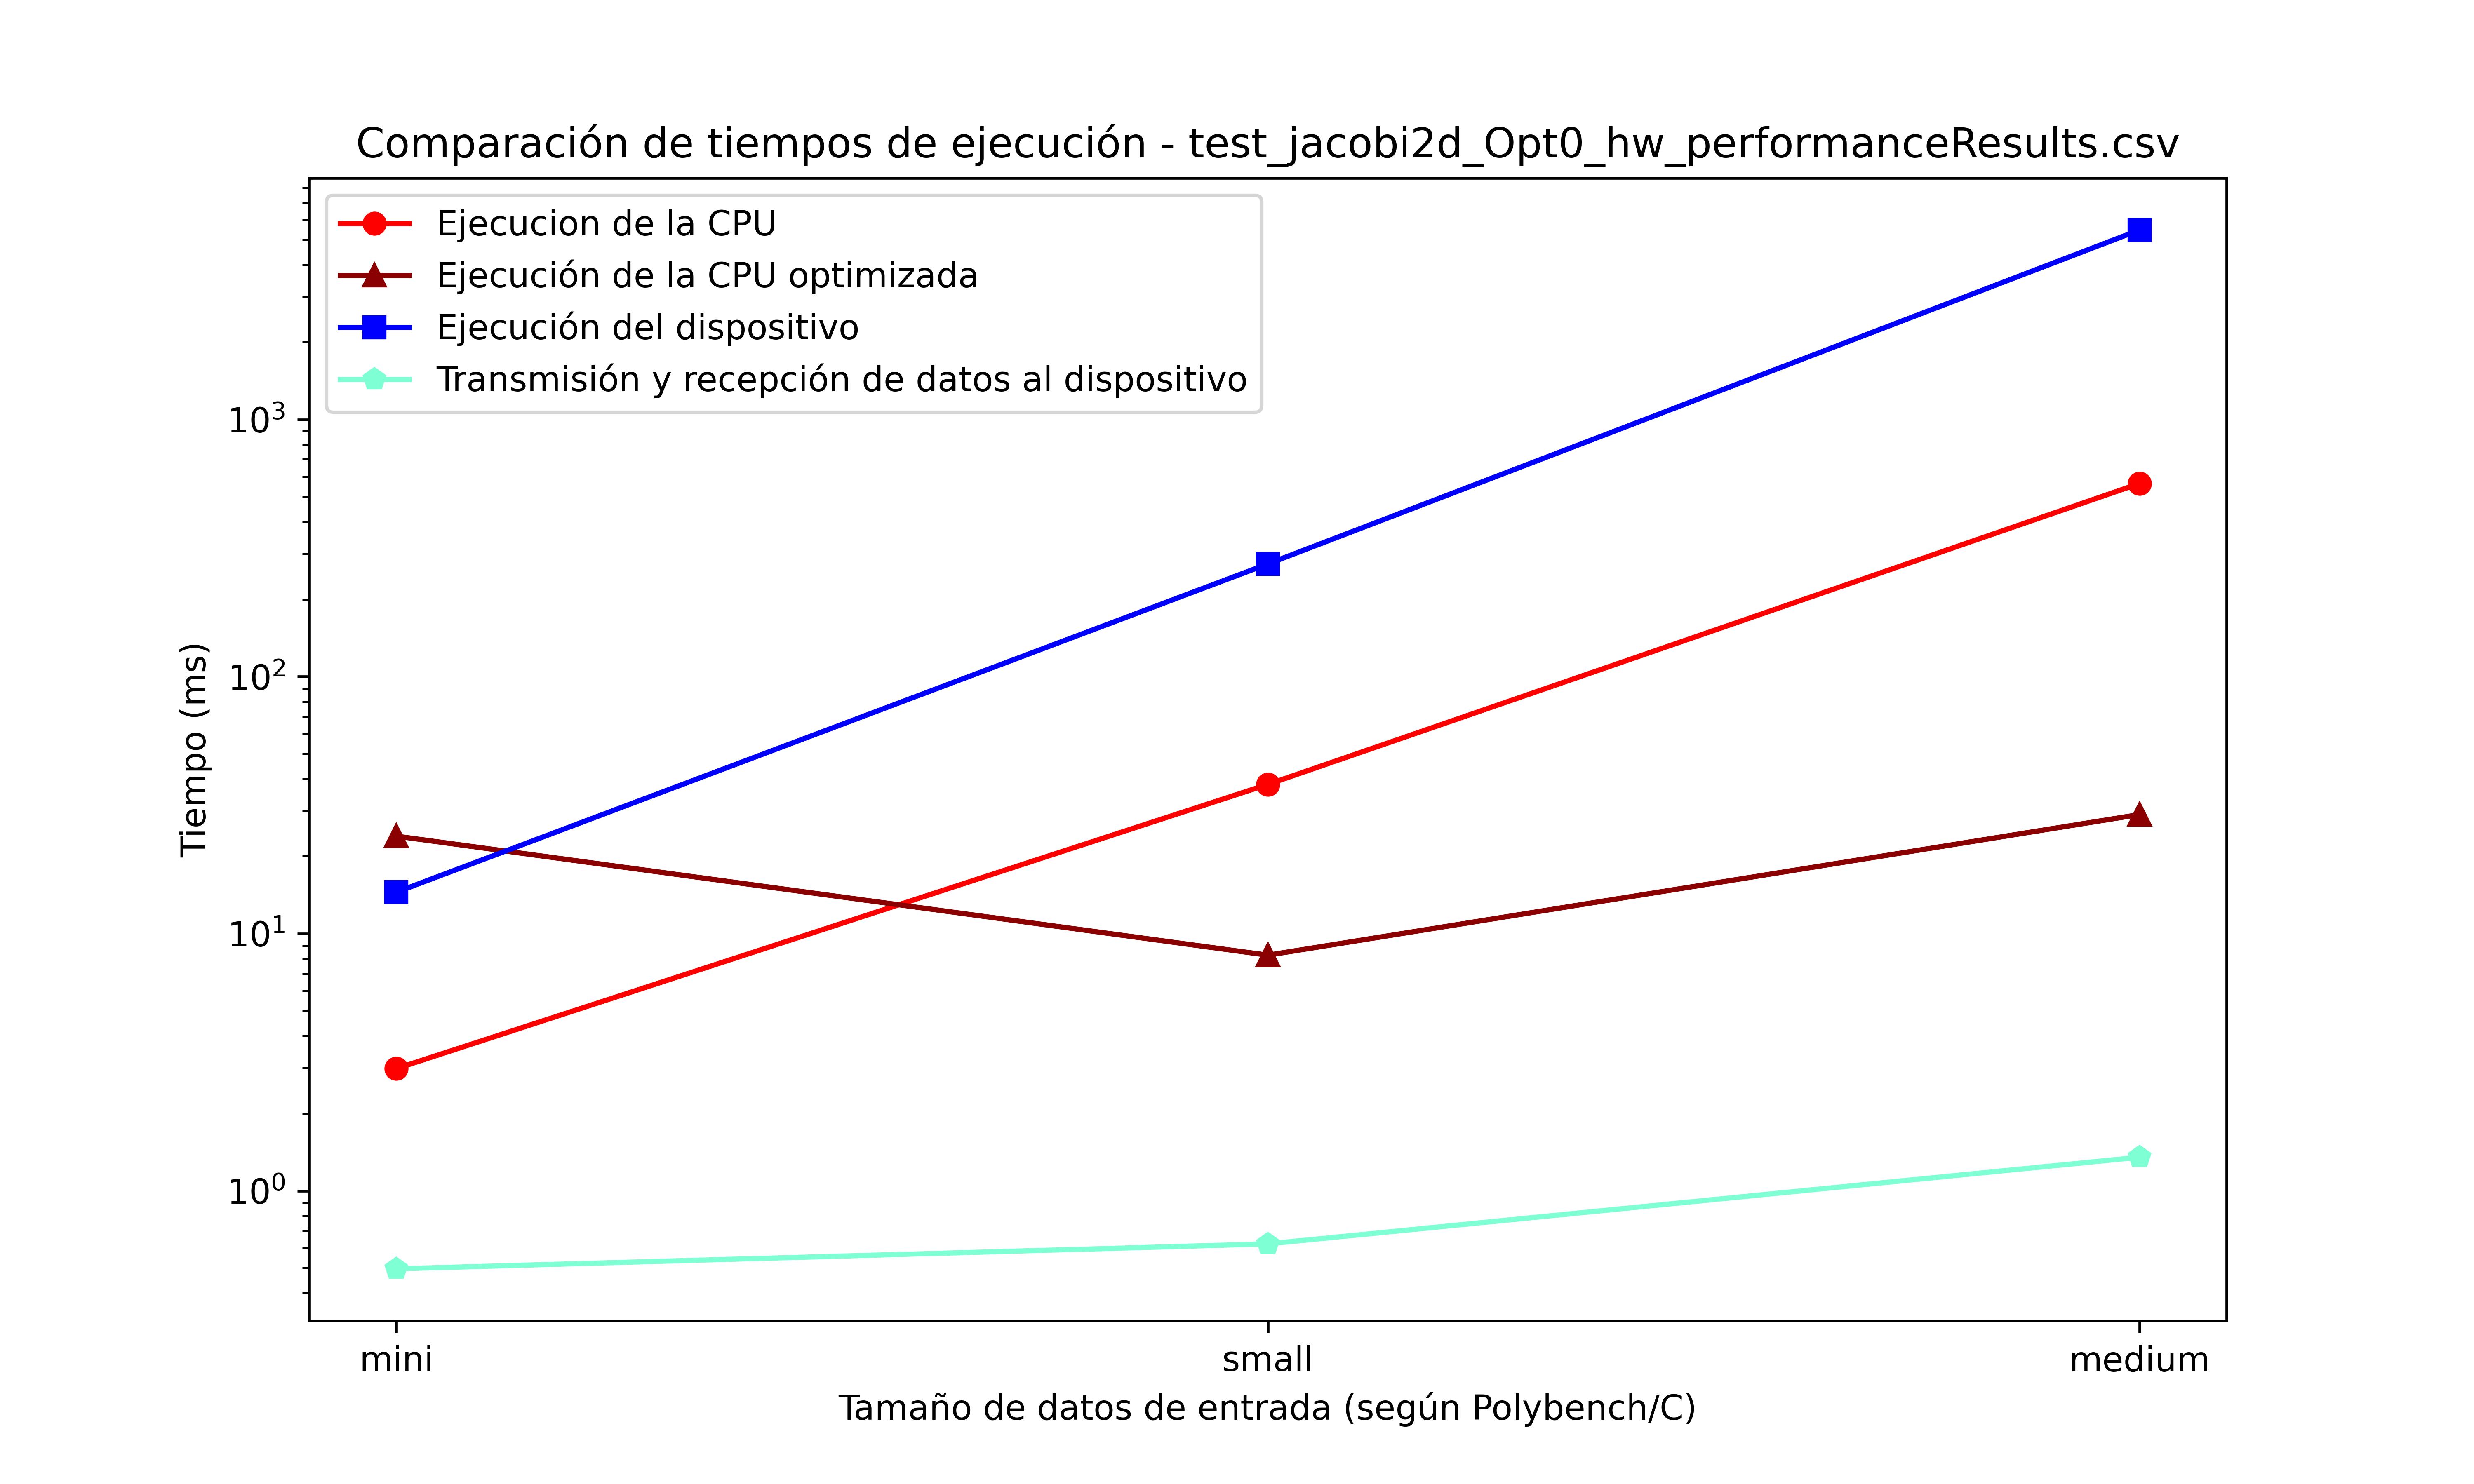 Comparación de tiempos de ejecución - test_jacobi2d_Opt0_hw_performanceResults.csv
Ejecucion de la CPU
Ejecución de la CPU optimizada
Ejecución del dispositivo
Transmisión y recepción de datos al dispositivo
10³
10²
10¹
10⁰
Tiempo (ms)
mini
small
medium
Tamaño de datos de entrada (según Polybench/C)